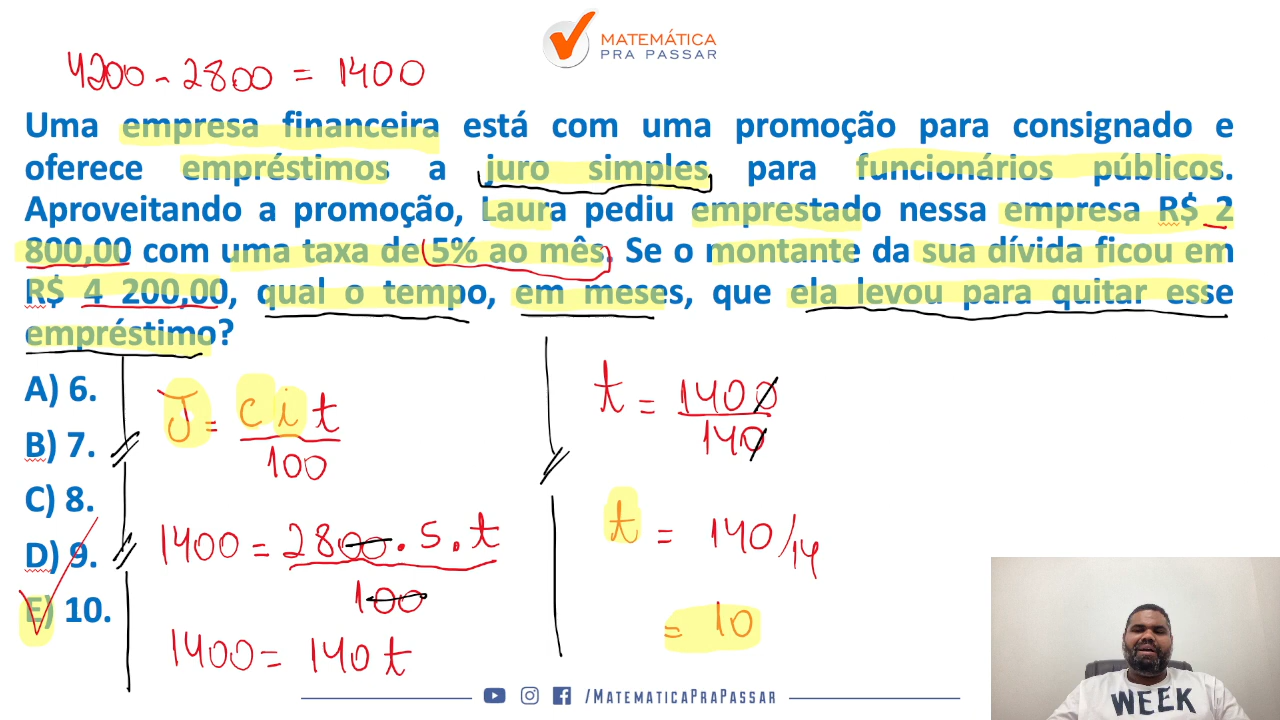 MATEMÁTICA
PRA PASSAR
4200 - 2800 = 1400
Uma empresa financeira está com uma promoção para consignado e
oferece empréstimos a juro simples para funcionários públicos.
Aproveitando a promoção, Laura pediu emprestado nessa empresa R$ 2
800,00 com uma taxa de 5% ao mês. Se o montante da sua dívida ficou em
R$ 4 200,00, qual o tempo, em meses, que ela levou para quitar esse
empréstimo?
A) 6.
B) 7.
C) 8.
D) 9.
E) 10.
J = c i t
100
1400 = 2800 . 5 . t
100
1400 = 140 t
t = 1400
140
t = 140/14
= 10
/MATEMATICAPRAPASSAR
WEEK